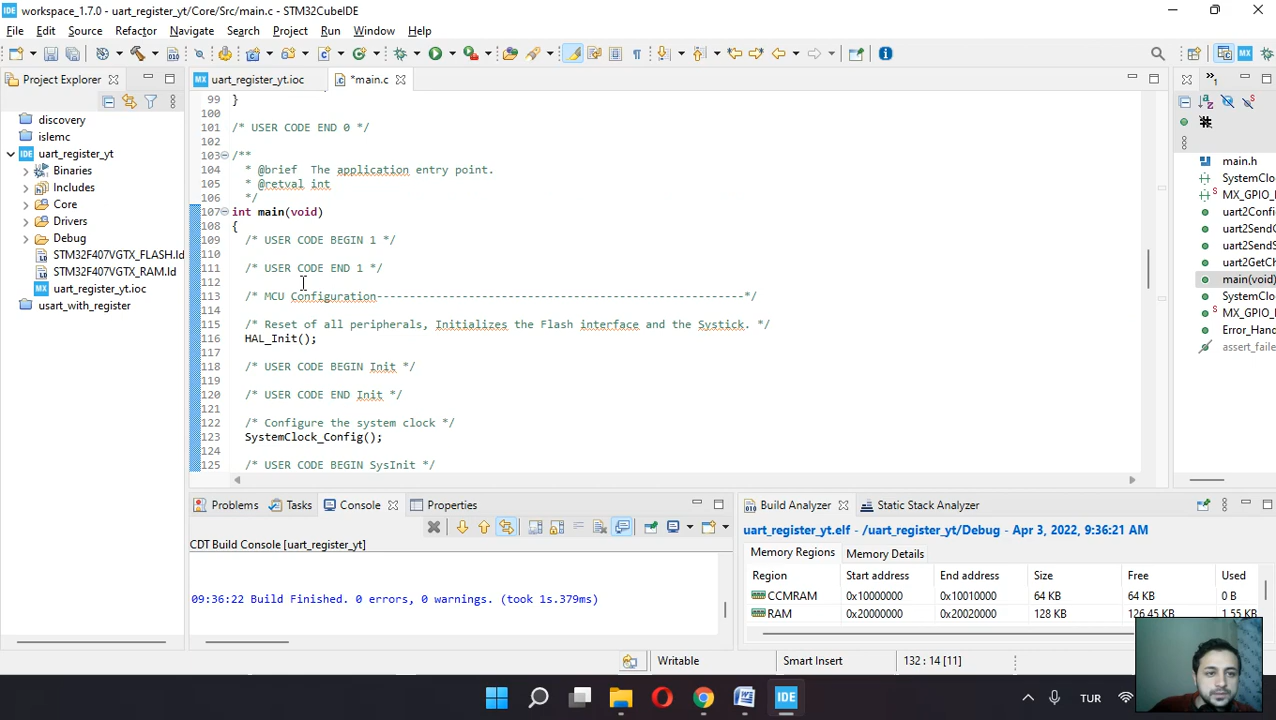 workspace_1.7.0 - uart_register_yt/Core/Src/main.c - STM32CubeIDE
File Edit Source Refactor Navigate Search Project Run Window Help
Project Explorer
uart_register_yt.ioc
*main.c
discovery
islemc
uart_register_yt
Binaries
Includes
Core
Drivers
Debug
STM32F407VGTX_FLASH.ld
STM32F407VGTX_RAM.ld
uart_register_yt.ioc
usart_with_register
99 }
100
101 /* USER CODE END 0 */
102
103 /**
104 * @brief The application entry point.
105 * @retval int
106 */
107 int main(void)
108 {
109 /* USER CODE BEGIN 1 */
110
111 /* USER CODE END 1 */
112
113 /* MCU Configuration--------------------------------------------------------*/
114
115 /* Reset of all peripherals, Initializes the Flash interface and the Systick. */
116 HAL_Init();
117
118 /* USER CODE BEGIN Init */
119
120 /* USER CODE END Init */
121
122 /* Configure the system clock */
123 SystemClock_Config();
124
125 /* USER CODE BEGIN SysInit */
main.h
SystemClo
MX_GPIO_
uart2Confi
uart2SendC
uart2SendS
uart2GetCh
main(void)
SystemClo
MX_GPIO_
Error_Hand
assert_faile
Problems Tasks Console Properties
CDT Build Console [uart_register_yt]
09:36:22 Build Finished. 0 errors, 0 warnings. (took 1s.379ms)
Build Analyzer Static Stack Analyzer
uart_register_yt.elf - /uart_register_yt/Debug - Apr 3, 2022, 9:36:21 AM
Memory Regions Memory Details
Region Start address End address Size Free Used
CCMRAM 0x10000000 0x10010000 64 KB 64 KB 0 B
RAM 0x20000000 0x20020000 128 KB 126.45 KB 1.55 KB
Writable Smart Insert 132 : 14 [11]
TUR